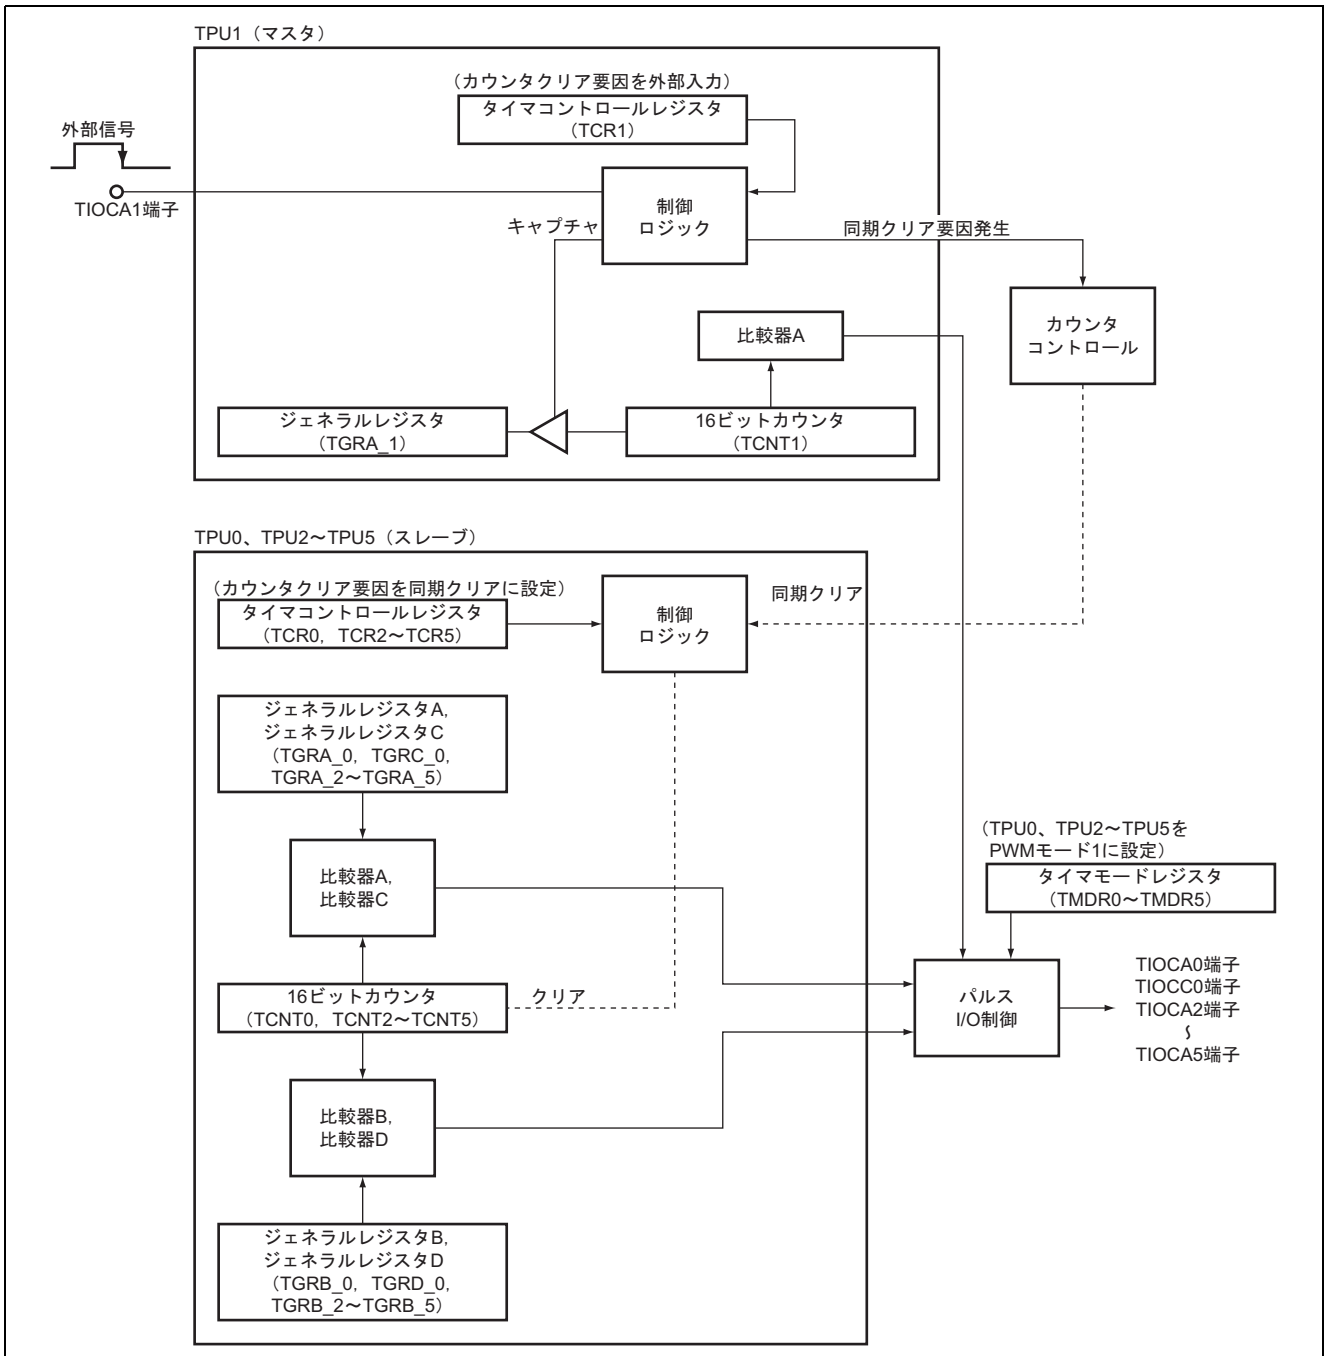 TPU1（マスタ）
（カウンタクリア要因を外部入力）
タイマコントロールレジスタ
（TCR1）
外部信号
TIOCA1端子
制御
ロジック
キャプチャ
同期クリア要因発生
カウンタ
コントロール
比較器A
ジェネラルレジスタ
（TGRA_1）
16ビットカウンタ
（TCNT1）
TPU0、TPU2～TPU5（スレーブ）
（カウンタクリア要因を同期クリアに設定）
タイマコントロールレジスタ
（TCR0，TCR2～TCR5）
制御
ロジック
同期クリア
ジェネラルレジスタA,
ジェネラルレジスタC
（TGRA_0，TGRC_0,
TGRA_2～TGRA_5）
比較器A,
比較器C
（TPU0、TPU2～TPU5を
PWMモード1に設定）
タイマモードレジスタ
（TMDR0～TMDR5）
16ビットカウンタ
（TCNT0，TCNT2～TCNT5）
クリア
パルス
I/O制御
TIOCA0端子
TIOCC0端子
TIOCA2端子
～
TIOCA5端子
比較器B,
比較器D
ジェネラルレジスタB,
ジェネラルレジスタD
（TGRB_0，TGRD_0,
TGRB_2～TGRB_5）